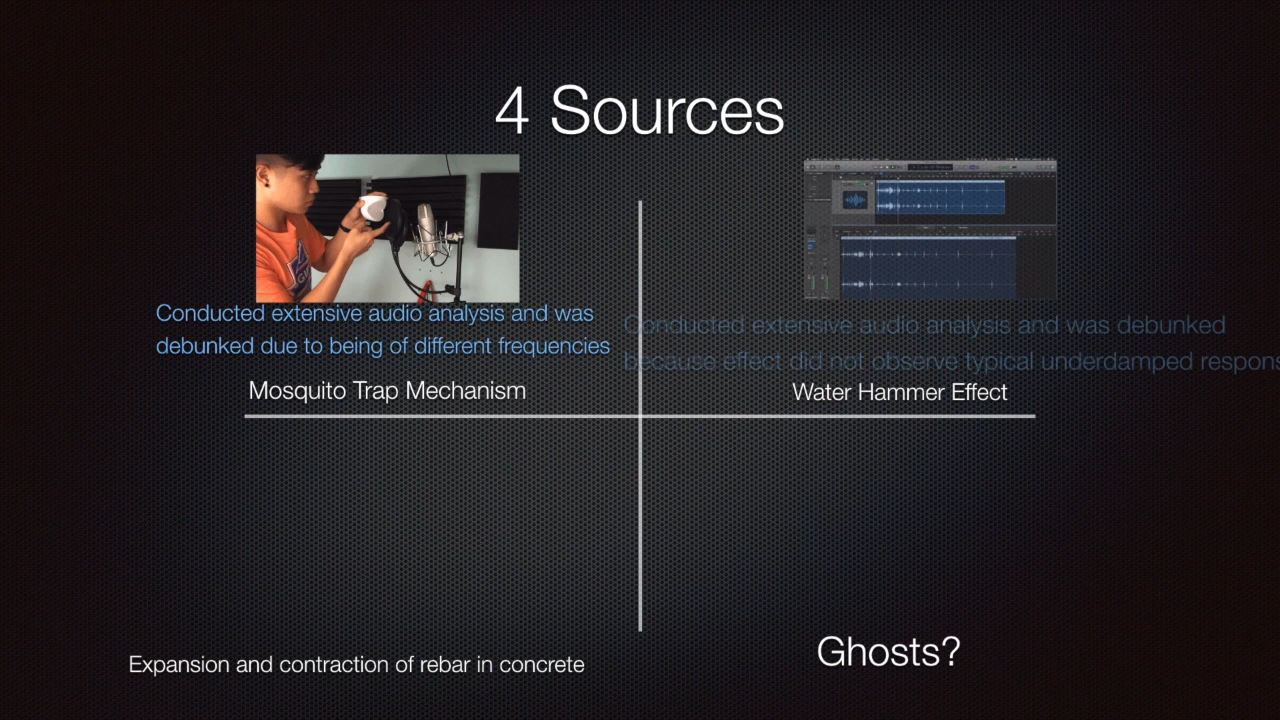 4 Sources
Conducted extensive audio analysis and was
debunked due to being of different frequencies
Mosquito Trap Mechanism
Conducted extensive audio analysis and was debunked
because effect did not observe typical underdamped respons
Water Hammer Effect
Expansion and contraction of rebar in concrete
Ghosts?